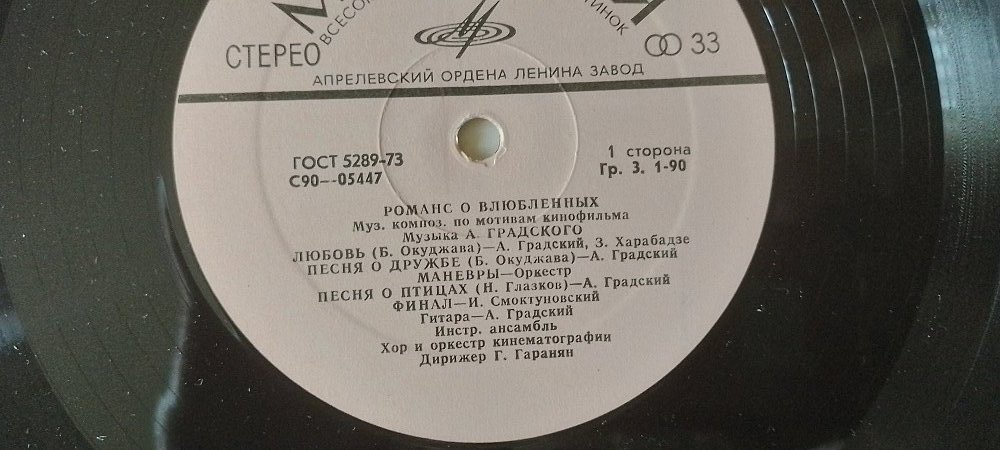 СТЕРЕО
33
АПРЕЛЕВСКИЙ ОРДЕНА ЛЕНИНА ЗАВОД
ГОСТ 5289-73
С90--05447
1 сторона
Гр. 3. 1-90
РОМАНС О ВЛЮБЛЕННЫХ
Муз. композ. по мотивам кинофильма
Музыка А. ГРАДСКОГО
ЛЮБОВЬ (Б. Окуджава)—А. Градский, З. Харабадзе
ПЕСНЯ О ДРУЖБЕ (Б. Окуджава)—А. Градский
МАНЕВРЫ—Оркестр
ПЕСНЯ О ПТИЦАХ (Н. Глазков)—А. Градский
ФИНАЛ—И. Смоктуновский
Гитара—А. Градский
Инстр. ансамбль
Хор и оркестр кинематографии
Дирижер Г. Гаранян